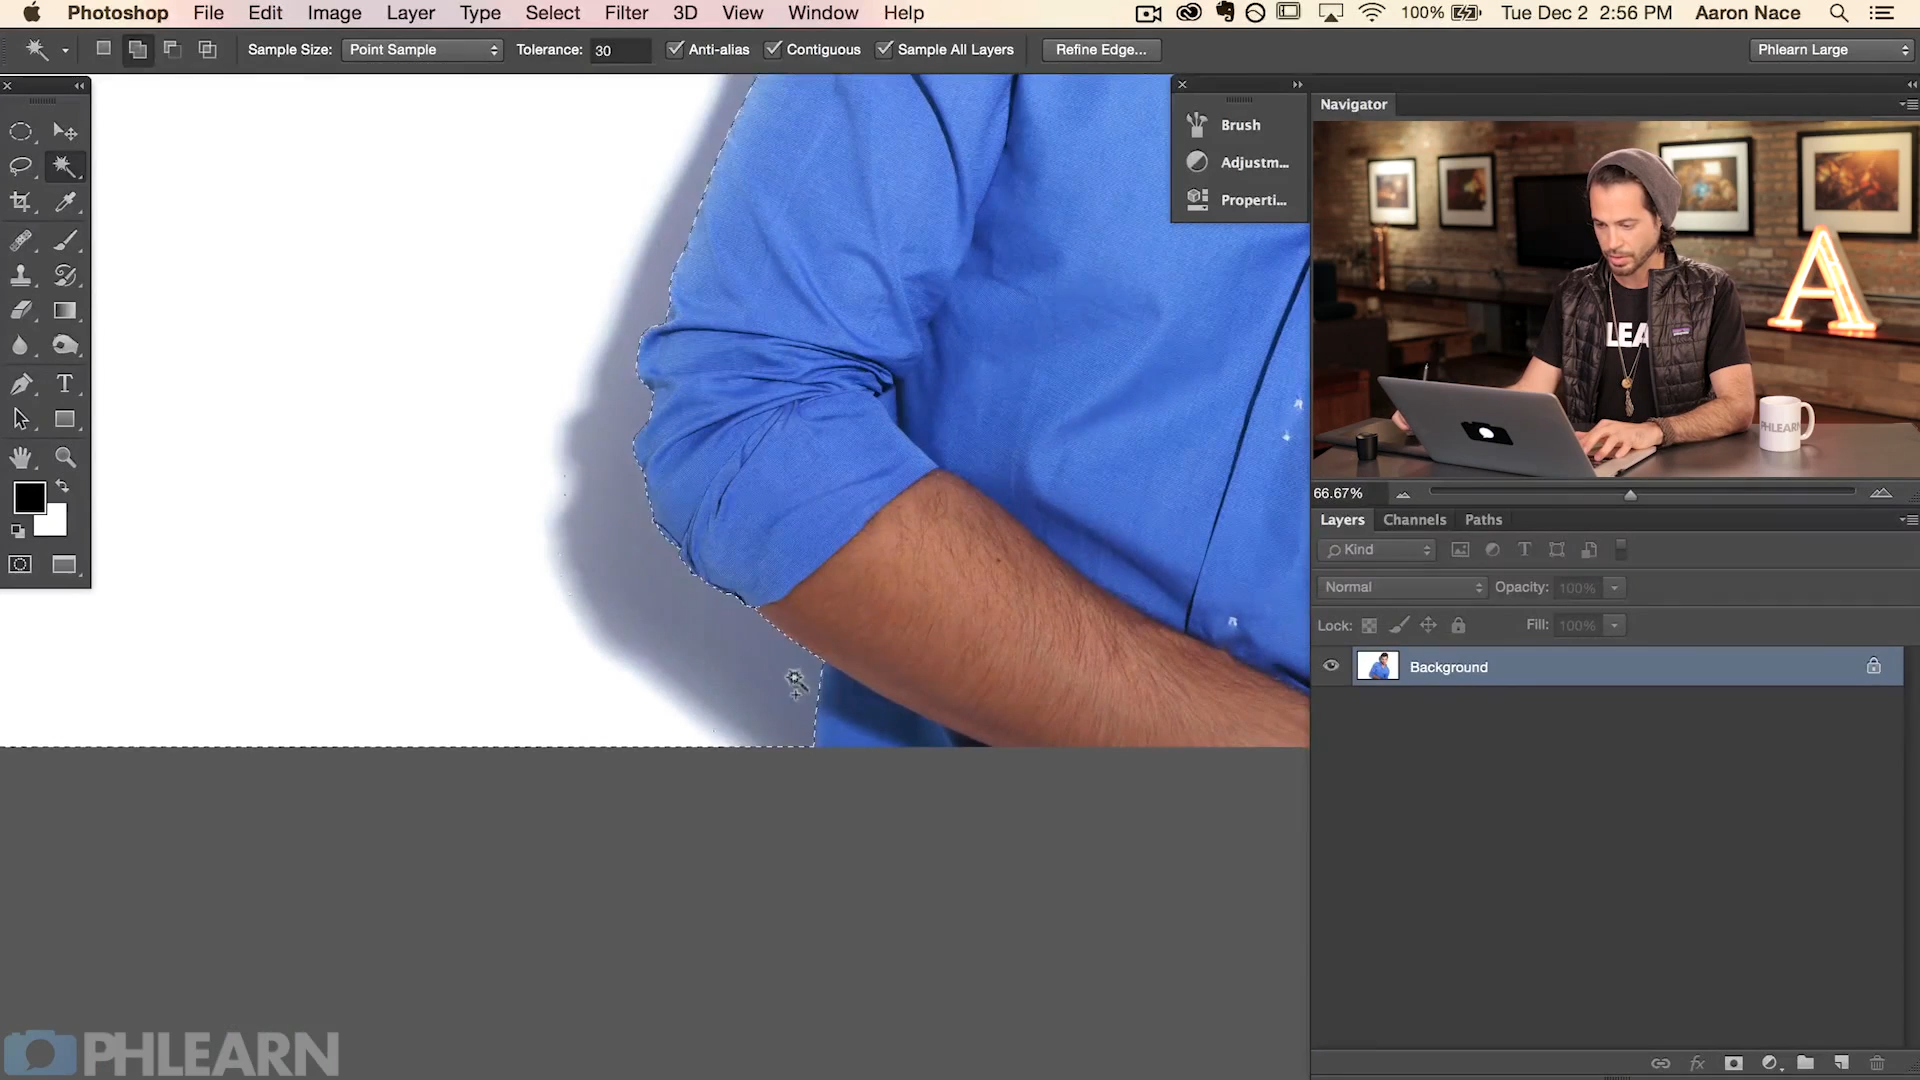 Photoshop File Edit Image Layer Type Select Filter 3D View Window Help 100% Tue Dec 2 2:56 PM Aaron Nace
Sample Size: Point Sample Tolerance: 30 Anti-alias Contiguous Sample All Layers Refine Edge... Phlearn Large
Brush
Adjustm...
Properti...
Navigator
A
PHLEARN
66.67%
Layers Channels Paths
Kind
Normal Opacity: 100%
Lock: Fill: 100%
Background
fx
PHLEARN